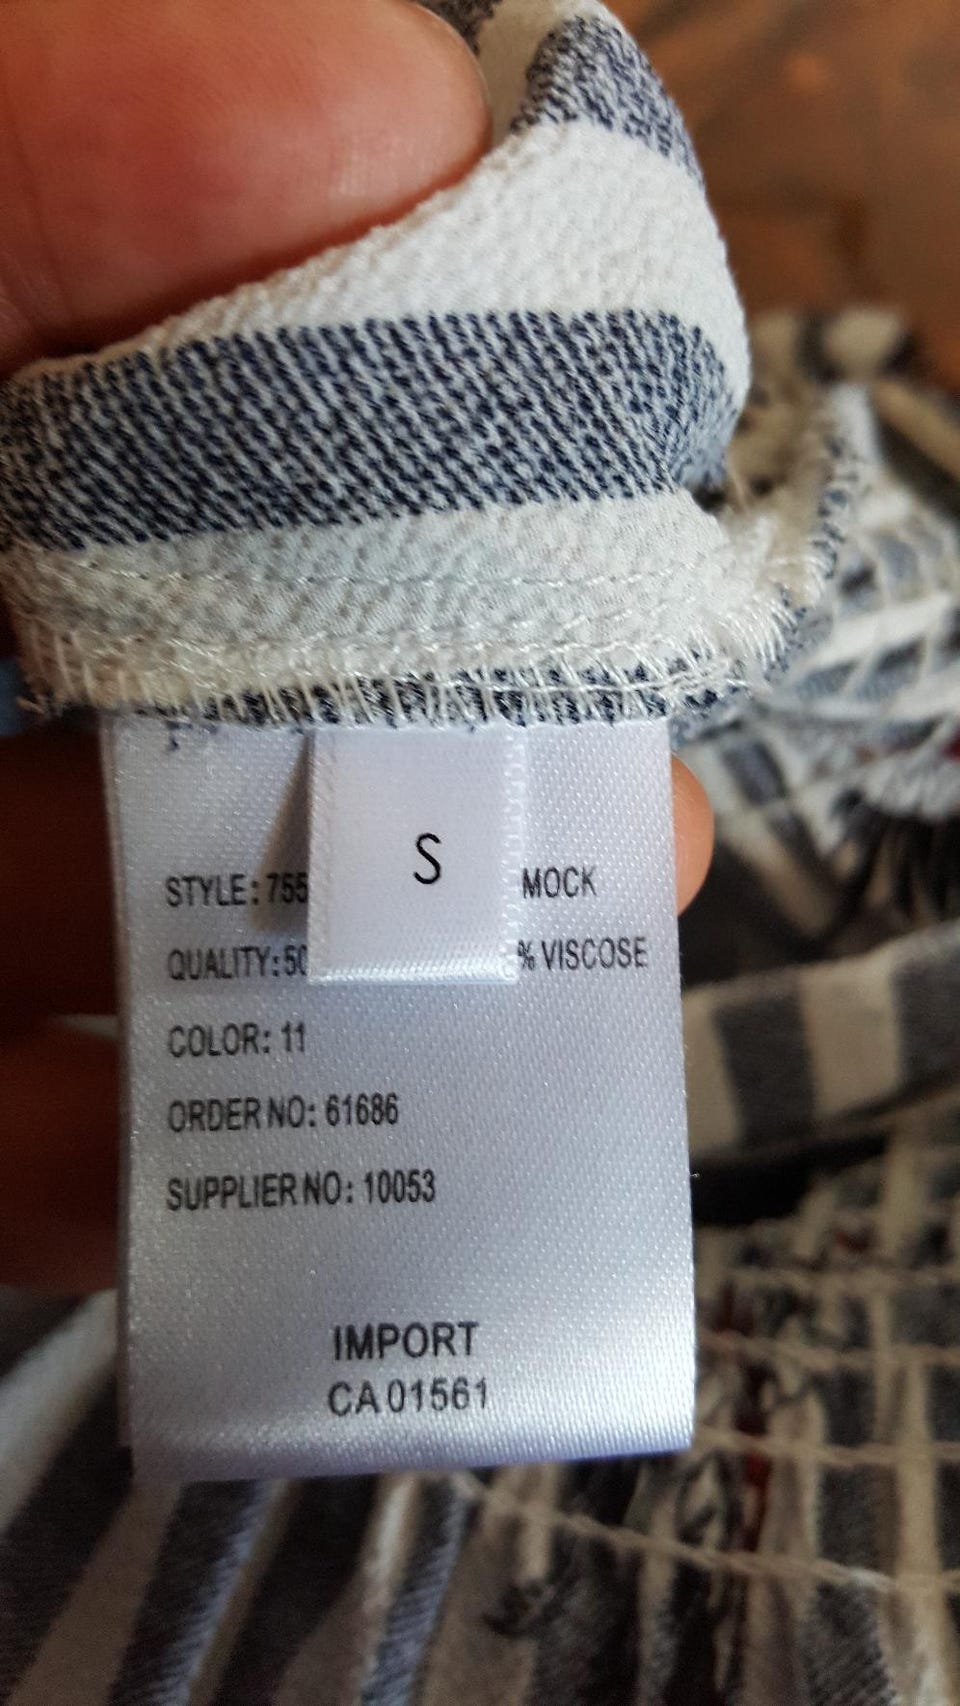 S
STYLE: 755 MOCK
QUALITY: 50 % VISCOSE
COLOR: 11
ORDER NO: 61686
SUPPLIER NO: 10053
IMPORT
CA 01561